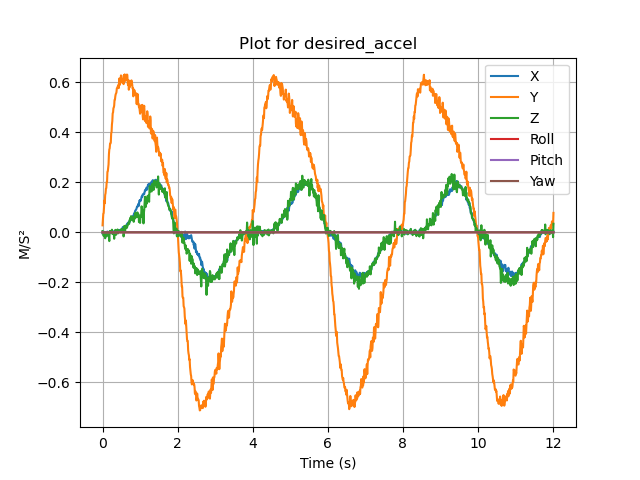 Plot for desired_accel
M/S²
0.6
0.4
0.2
0.0
−0.2
−0.4
−0.6
X
Y
Z
Roll
Pitch
Yaw
0 2 4 6 8 10 12
Time (s)